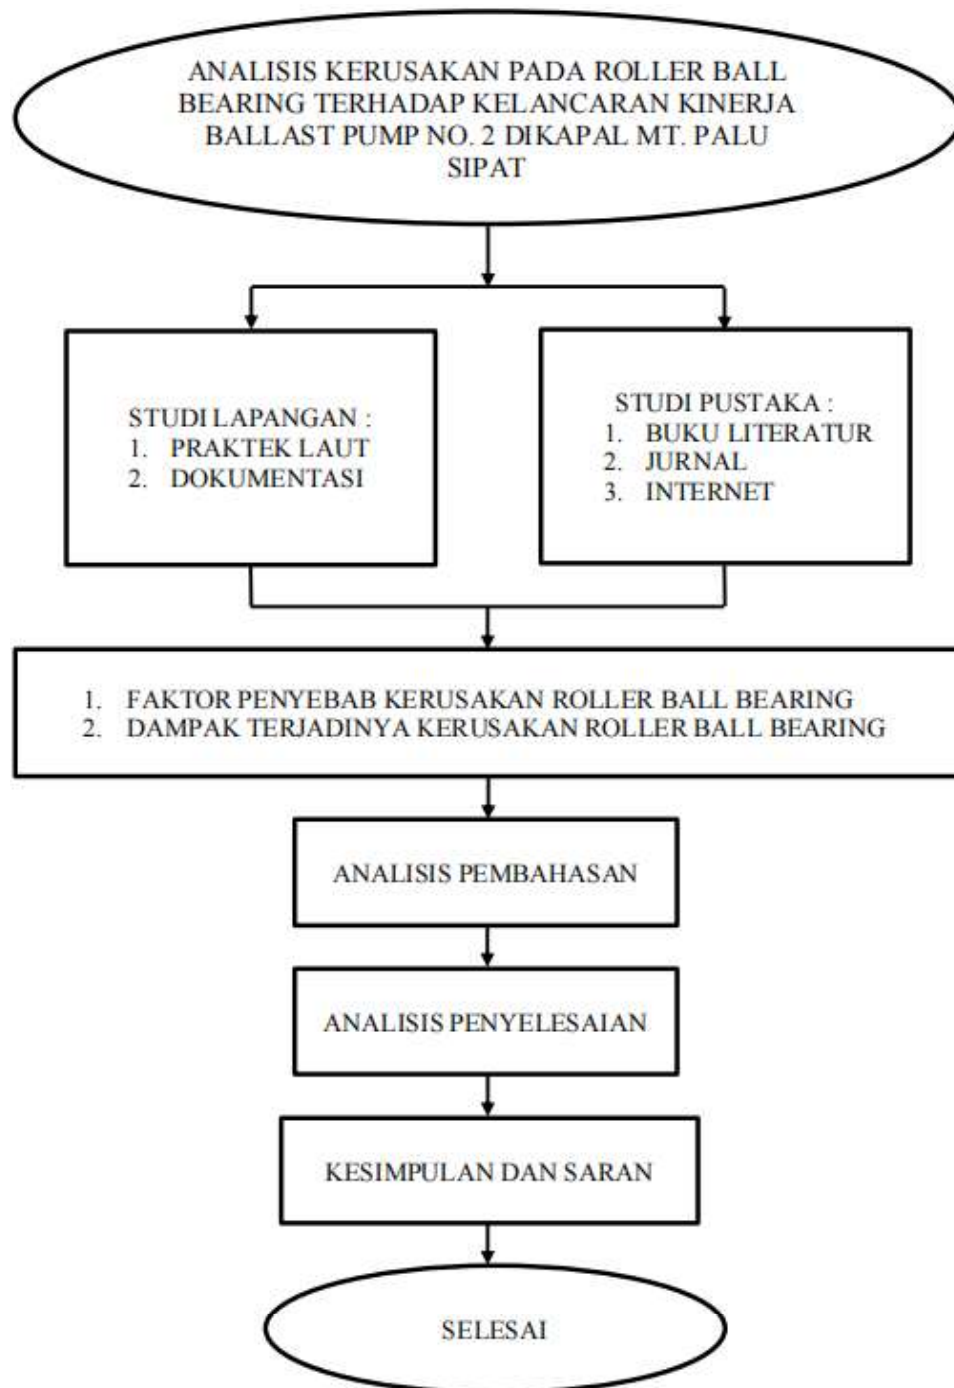 ANALISIS KERUSAKAN PADA ROLLER BALL
BEARING TERHADAP KELANCARAN KINERJA
BALLAST PUMP NO. 2 DIKAPAL MT. PALU
SIPAT
STUDI LAPANGAN :
1. PRAKTEK LAUT
2. DOKUMENTASI
STUDI PUSTAKA :
1. BUKU LITERATUR
2. JURNAL
3. INTERNET
1. FAKTOR PENYEBAB KERUSAKAN ROLLER BALL BEARING
2. DAMPAK TERJADINYA KERUSAKAN ROLLER BALL BEARING
ANALISIS PEMBAHASAN
ANALISIS PENYELESAIAN
KESIMPULAN DAN SARAN
SELESAI